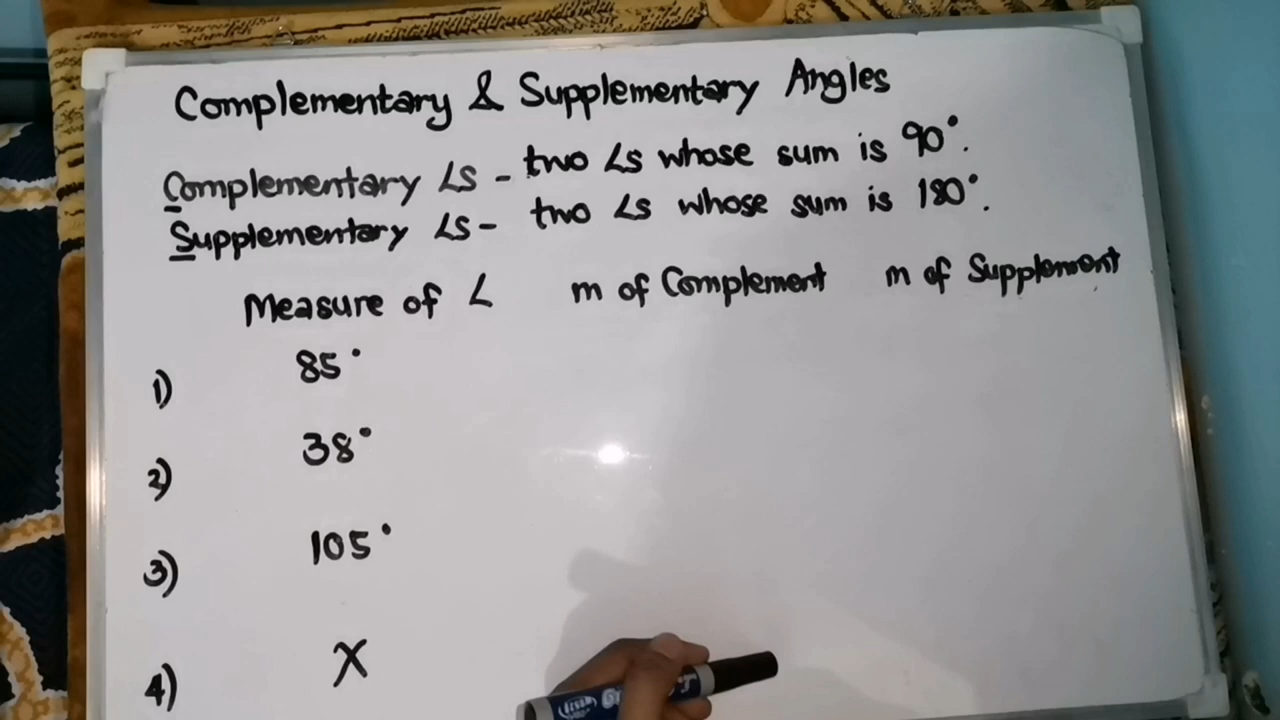 Complementary & Supplementary Angles
Complementary ∠s - two ∠s whose sum is 90°.
Supplementary ∠s - two ∠s whose sum is 180°.
Measure of ∠ m of Complement m of Supplement
1) 85°
2) 38°
3) 105°
4) X